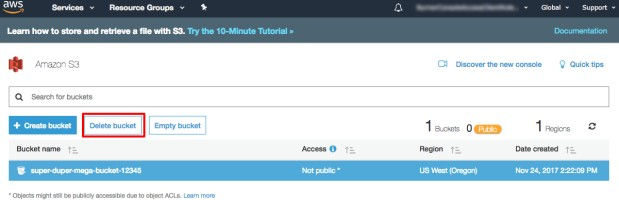 aws Services Resource Groups Global Support
Learn how to store and retrieve a file with S3. Try the 10-Minute Tutorial » Documentation
Amazon S3 Discover the new console Quick tips
Search for buckets
+ Create bucket Delete bucket Empty bucket 1 Buckets 0 Public 1 Regions
Bucket name Access Region Date created
super-duper-mega-bucket-12345 Not public * US West (Oregon) Nov 24, 2017 2:22:09 PM
* Objects might still be publicly accessible due to object ACLs. Learn more